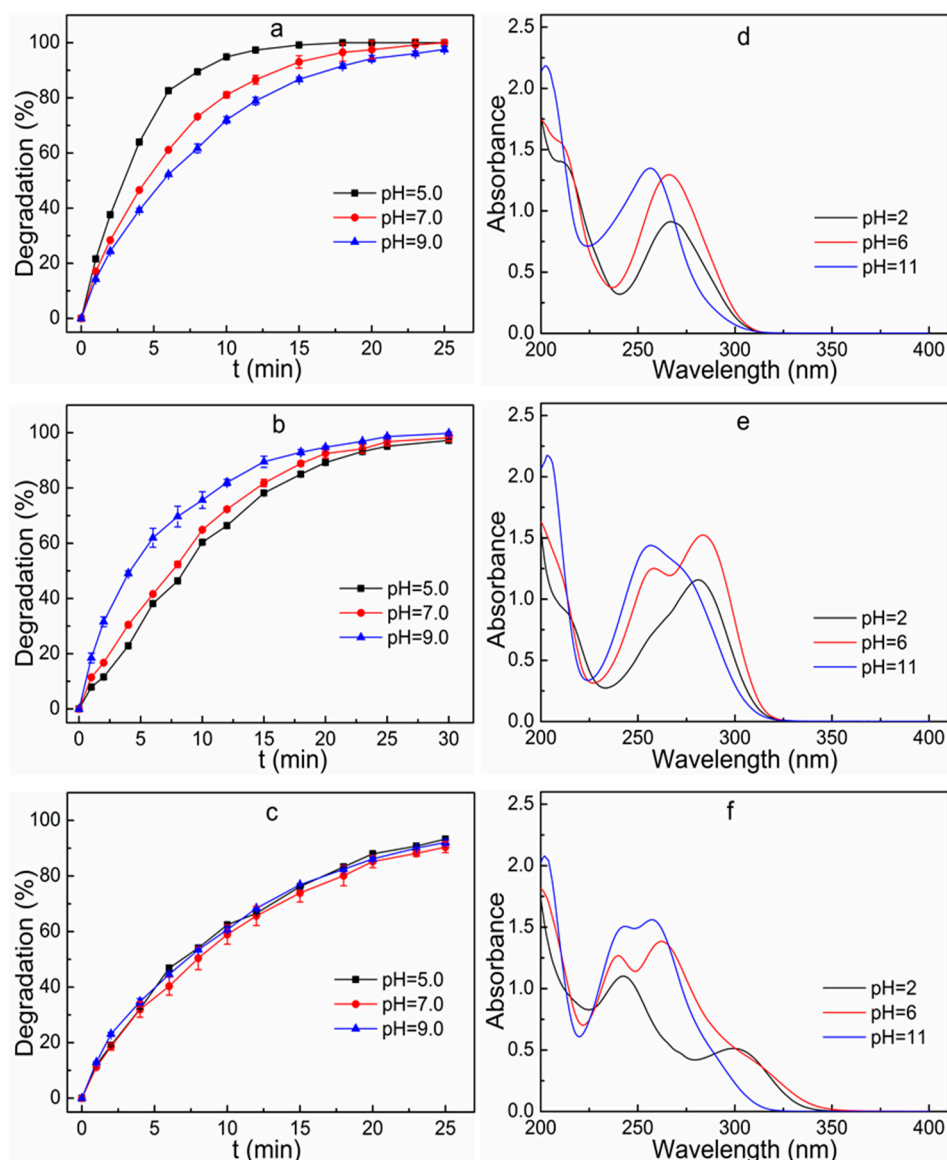 a
Degradation (%)
100
80
60
40
20
0
pH=5.0
pH=7.0
pH=9.0
0 5 10 15 20 25
t (min)
d
Absorbance
2.5
2.0
1.5
1.0
0.5
0.0
pH=2
pH=6
pH=11
200 250 300 350 400
Wavelength (nm)
b
Degradation (%)
100
80
60
40
20
0
pH=5.0
pH=7.0
pH=9.0
0 5 10 15 20 25 30
t (min)
e
Absorbance
2.5
2.0
1.5
1.0
0.5
0.0
pH=2
pH=6
pH=11
200 250 300 350 400
Wavelength (nm)
c
Degradation (%)
100
80
60
40
20
0
pH=5.0
pH=7.0
pH=9.0
0 5 10 15 20 25
t (min)
f
Absorbance
2.5
2.0
1.5
1.0
0.5
0.0
pH=2
pH=6
pH=11
200 250 300 350 400
Wavelength (nm)